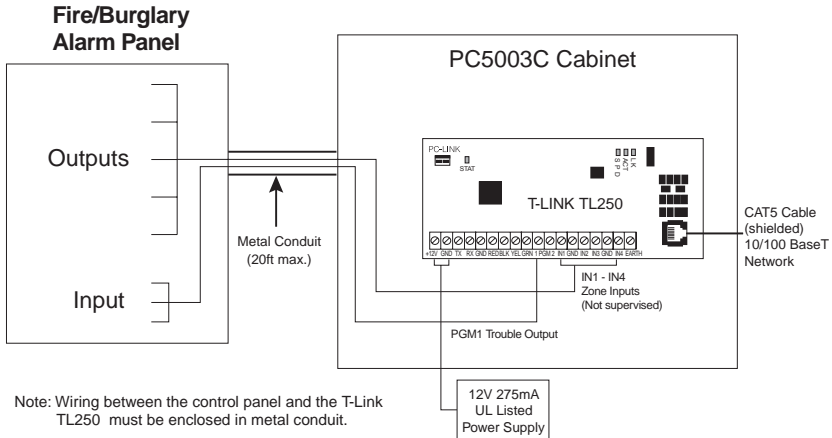 Fire/Burglary
Alarm Panel
PC5003C Cabinet
Outputs
Input
Metal Conduit
(20ft max.)
PC-LINK
STAT
S P D
ACT
LK
T-LINK TL250
+12V GND TX RX GND RED BLK YEL GRN 1 PGM 2 IN1 GND IN2 IN3 GND IN4 EARTH
CAT5 Cable
(shielded)
10/100 BaseT
Network
IN1 - IN4
Zone Inputs
(Not supervised)
PGM1 Trouble Output
12V 275mA
UL Listed
Power Supply
Note: Wiring between the control panel and the T-Link
TL250 must be enclosed in metal conduit.